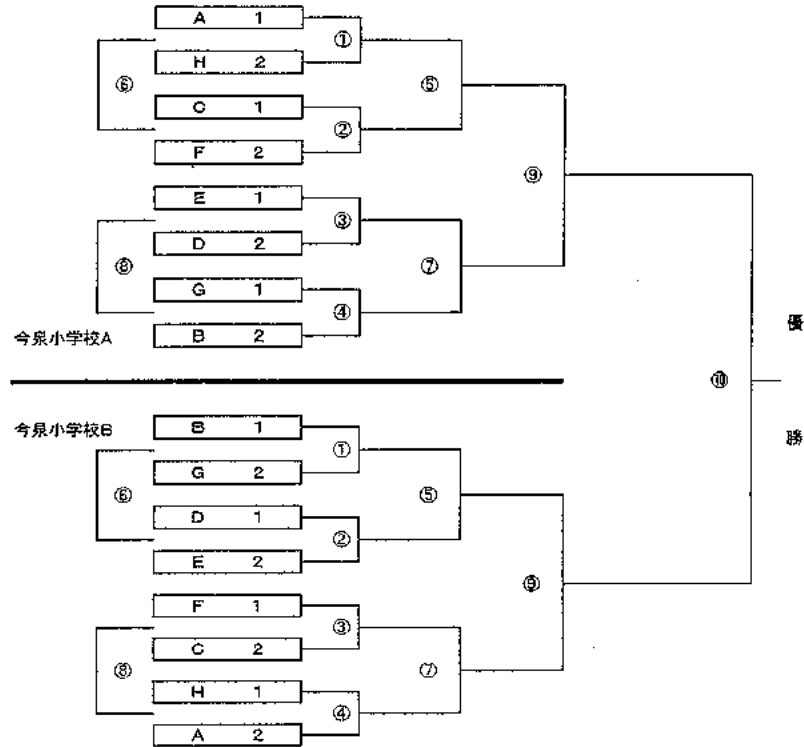 A 1
①
H 2
⑥
⑤
C 1
②
F 2
⑨
E 1
③
D 2
⑧
⑦
G 1
④
今泉小学校A
B 2
優
⑩
今泉小学校B
勝
B 1
①
G 2
⑥
⑤
D 1
②
E 2
⑨
F 1
③
C 2
⑧
⑦
H 1
④
A 2